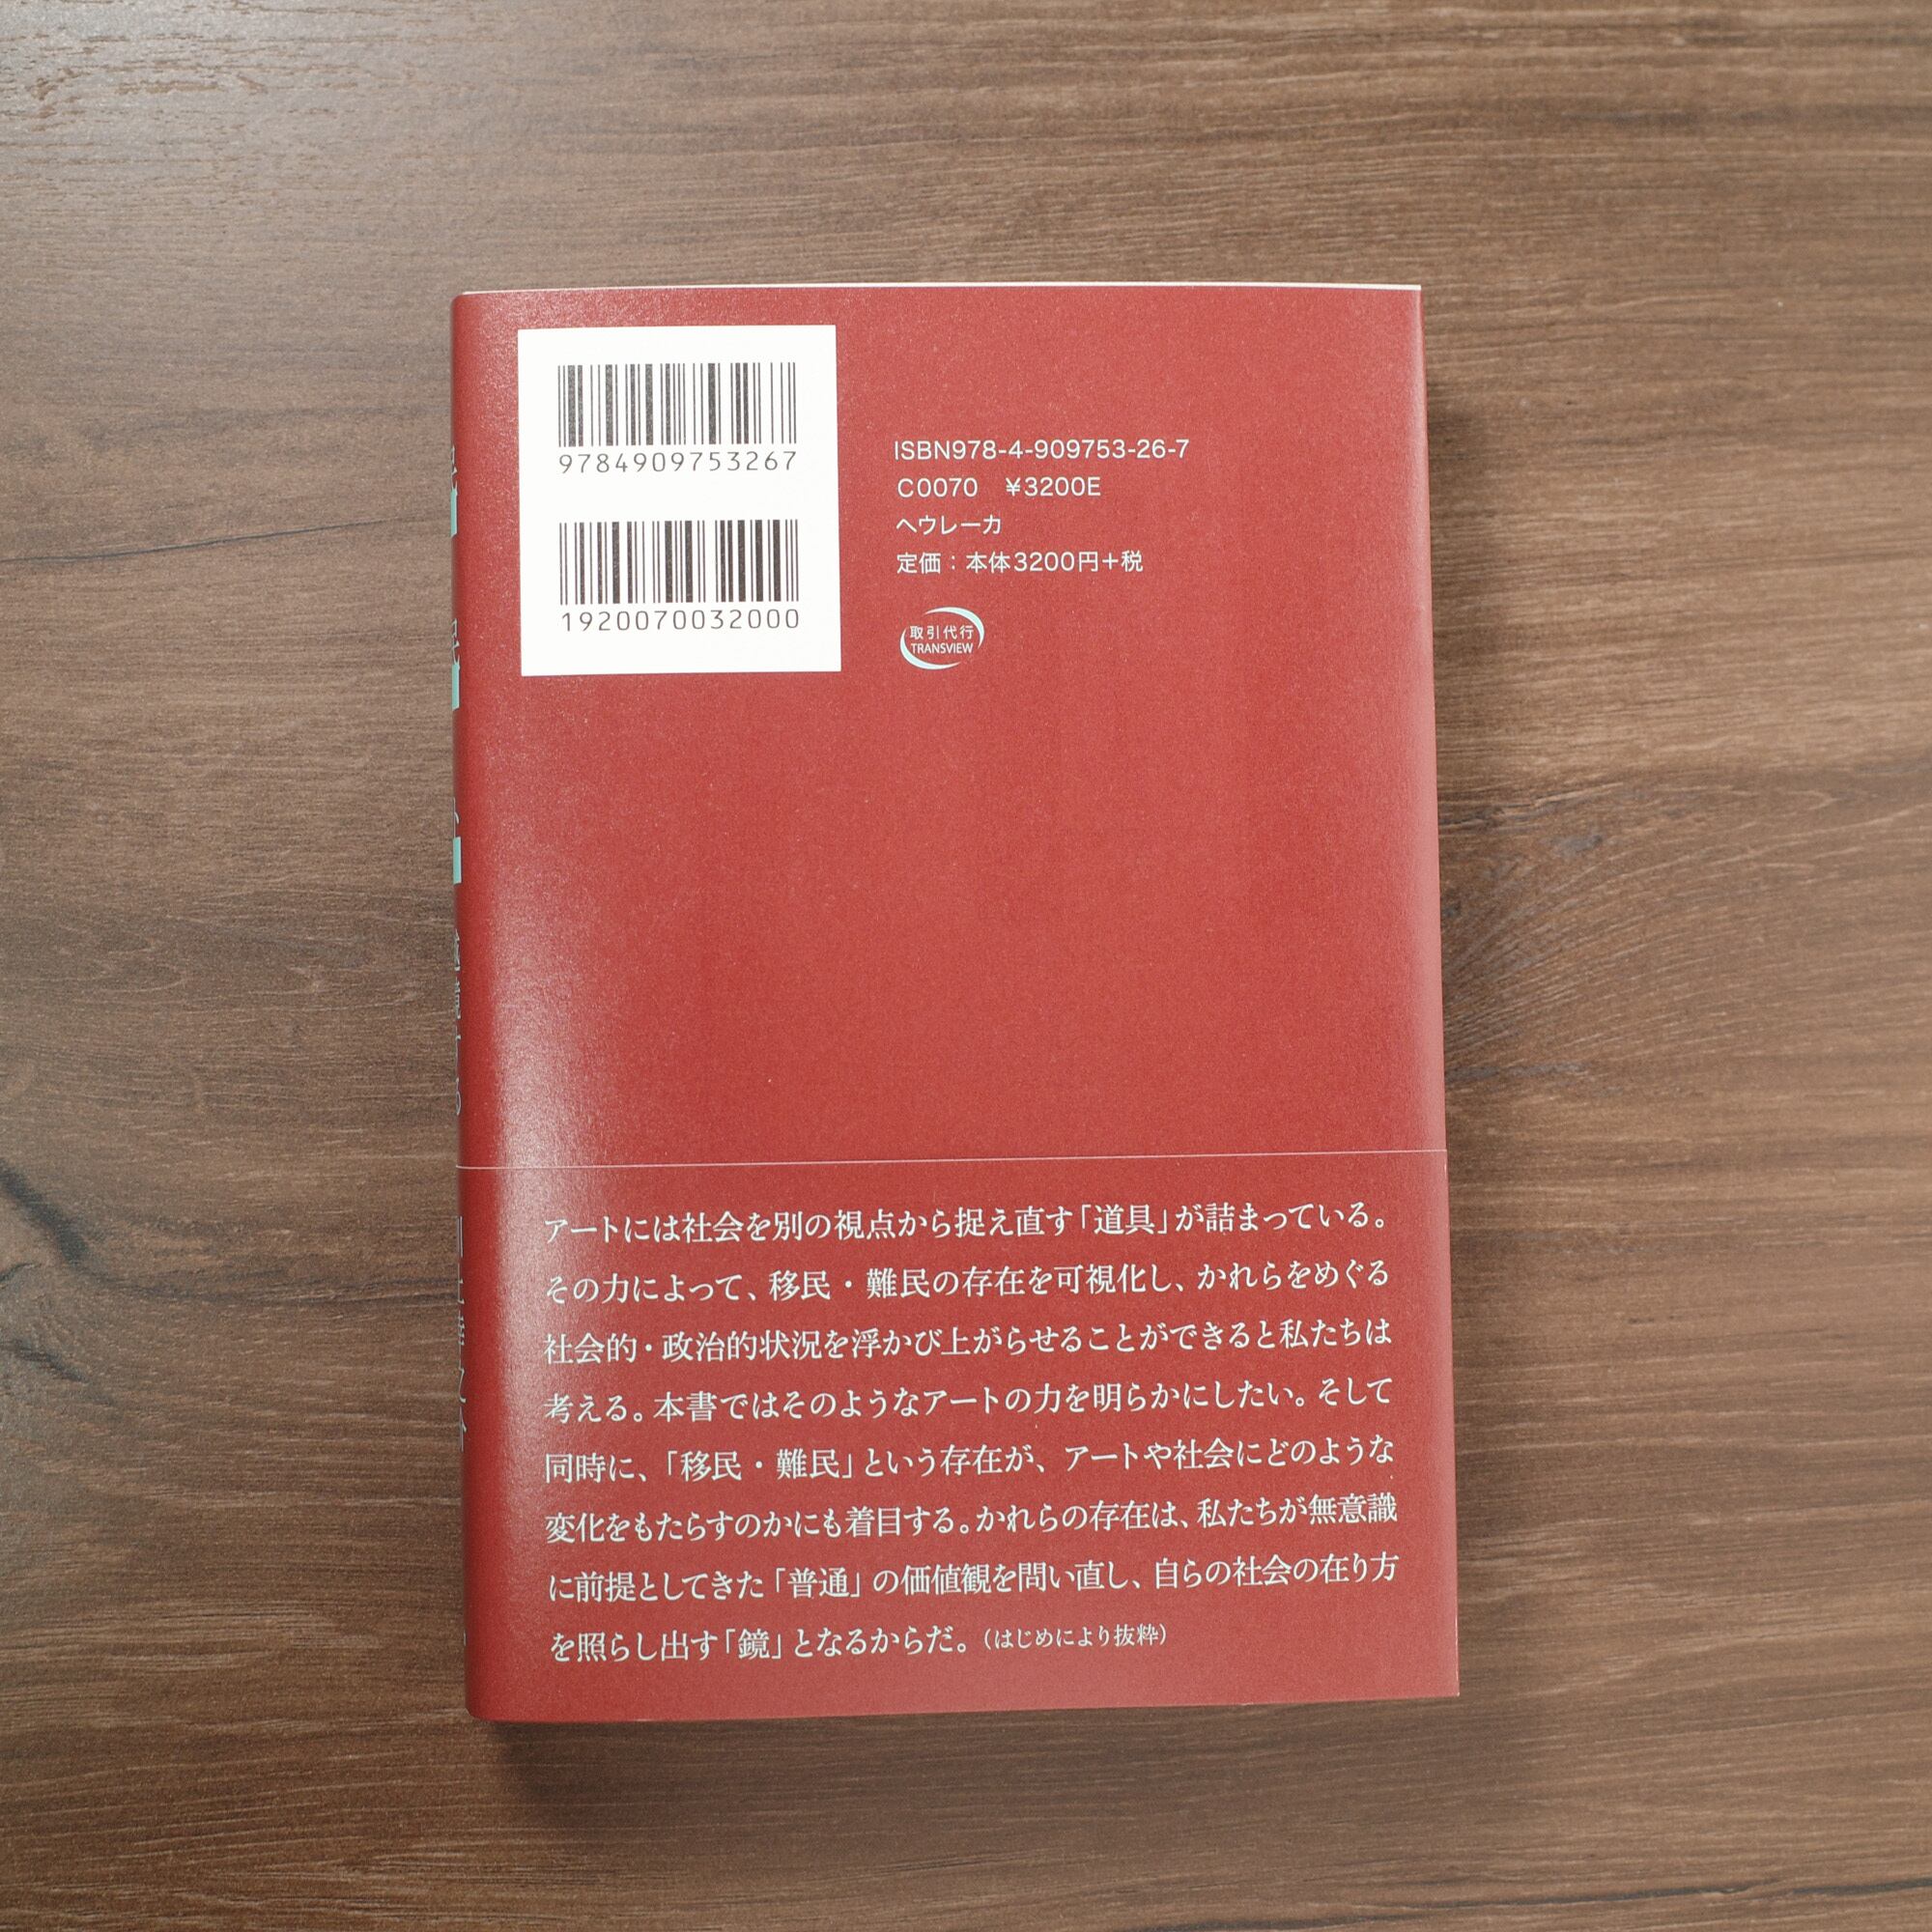 9784909753267
1920070032000
ISBN978-4-909753-26-7
C0070 ¥3200E
ヘウレーカ
定価：本体3200円+税
取引代行
TRANSVIEW
アートには社会を別の視点から捉え直す「道具」が詰まっている。
その力によって、移民・難民の存在を可視化し、かれらをめぐる
社会的・政治的状況を浮かび上がらせることができると私たちは
考える。本書ではそのようなアートの力を明らかにしたい。そして
同時に、「移民・難民」という存在が、アートや社会にどのような
変化をもたらすのかにも着目する。かれらの存在は、私たちが無意識
に前提としてきた「普通」の価値観を問い直し、自らの社会の在り方
を照らし出す「鏡」となるからだ。（はじめにより抜粋）